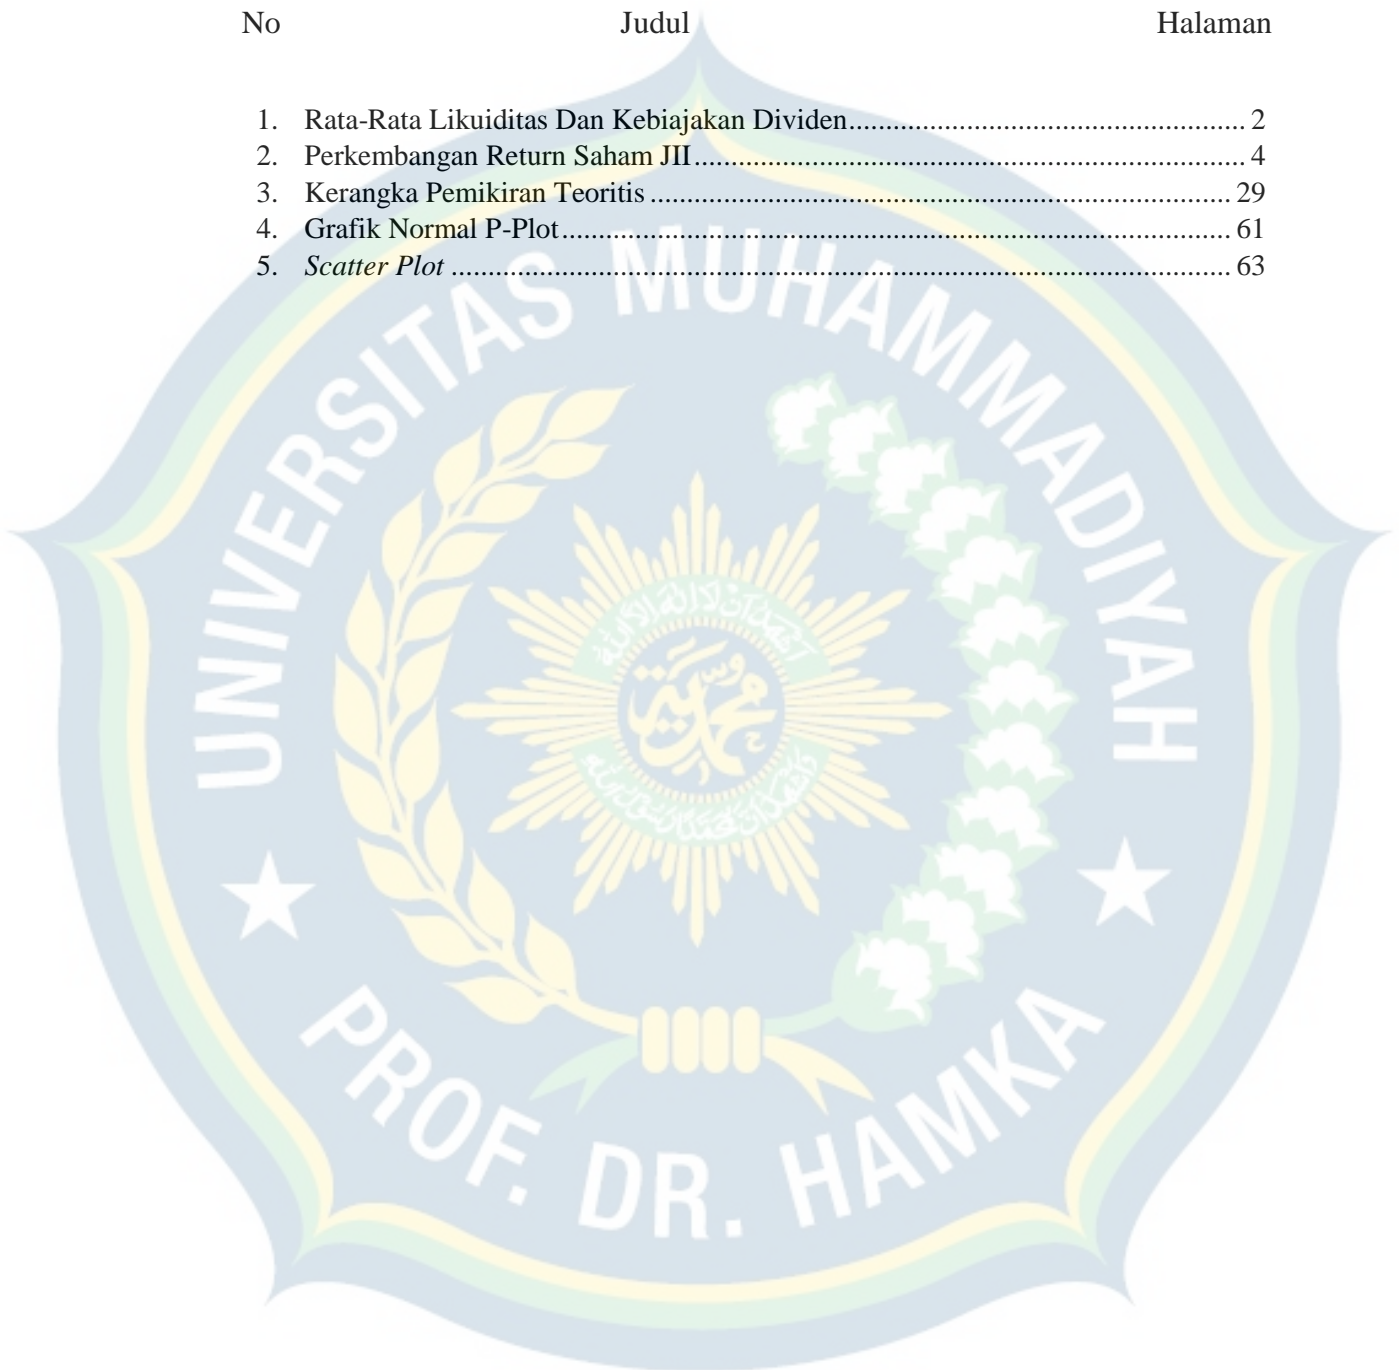 No Judul Halaman
1. Rata-Rata Likuiditas Dan Kebiajakan Dividen........................................................ 2
2. Perkembangan Return Saham JII............................................................................. 4
3. Kerangka Pemikiran Teoritis ................................................................................. 29
4. Grafik Normal P-Plot.............................................................................................. 61
5. Scatter Plot ............................................................................................................. 63
UNIVERSITAS MUHAMMADIYAH
PROF. DR. HAMKA
محمدية